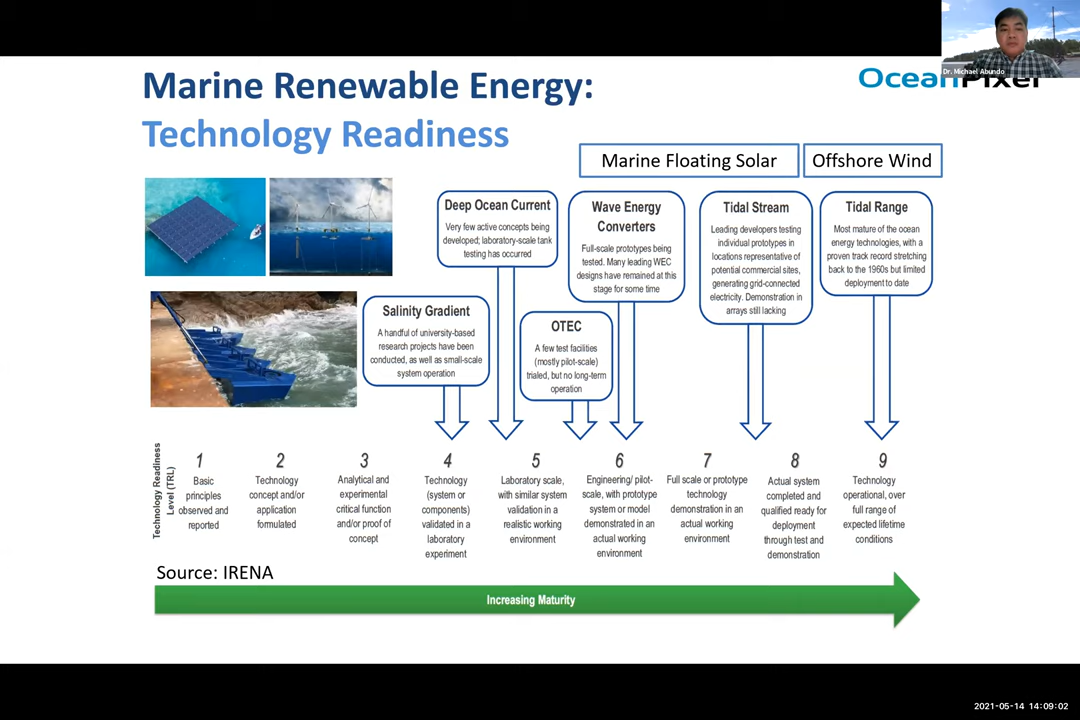 Dr. Michael Abundo
OceanPixel
Marine Renewable Energy:
Technology Readiness
Marine Floating Solar
Offshore Wind
Deep Ocean Current
Very few active concepts being
developed; laboratory-scale tank
testing has occurred
Wave Energy
Converters
Full-scale prototypes being
tested. Many leading WEC
designs have remained at this
stage for some time
Tidal Stream
Leading developers testing
individual prototypes in
locations representative of
potential commercial sites,
generating grid-connected
electricity. Demonstration in
arrays still lacking
Tidal Range
Most mature of the ocean
energy technologies, with a
proven track record stretching
back to the 1960s but limited
deployment to date
Salinity Gradient
A handful of university-based
research projects have been
conducted, as well as small-scale
system operation
OTEC
A few test facilities
(mostly pilot-scale)
trialed, but no long-term
operation
Technology Readiness
Level (TRL)
1
Basic
principles
observed and
reported
2
Technology
concept and/or
application
formulated
3
Analytical and
experimental
critical function
and/or proof of
concept
4
Technology
(system or
components)
validated in a
laboratory
experiment
5
Laboratory scale,
with similar system
validation in a
realistic working
environment
6
Engineering/ pilot-
scale, with prototype
system or model
demonstrated in an
actual working
environment
7
Full scale or prototype
technology
demonstration in an
actual working
environment
8
Actual system
completed and
qualified ready for
deployment
through test and
demonstration
9
Technology
operational, over
full range of
expected lifetime
conditions
Source: IRENA
Increasing Maturity
2021-05-14 14:09:02